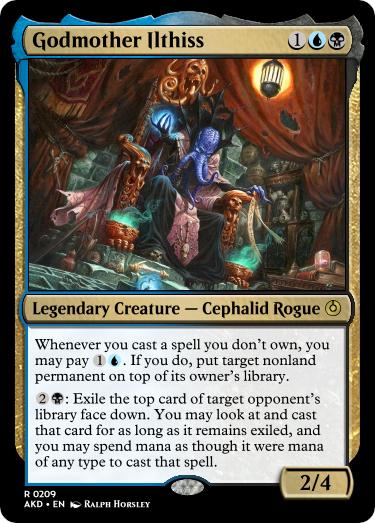 Godmother Ilthiss 1
Legendary Creature — Cephalid Rogue
Whenever you cast a spell you don't own, you
may pay 1. If you do, put target nonland
permanent on top of its owner's library.
2: Exile the top card of target opponent's
library face down. You may look at and cast
that card for as long as it remains exiled, and
you may spend mana as though it were mana
of any type to cast that spell.
2/4
R 0209
AKD • EN Ralph Horsley